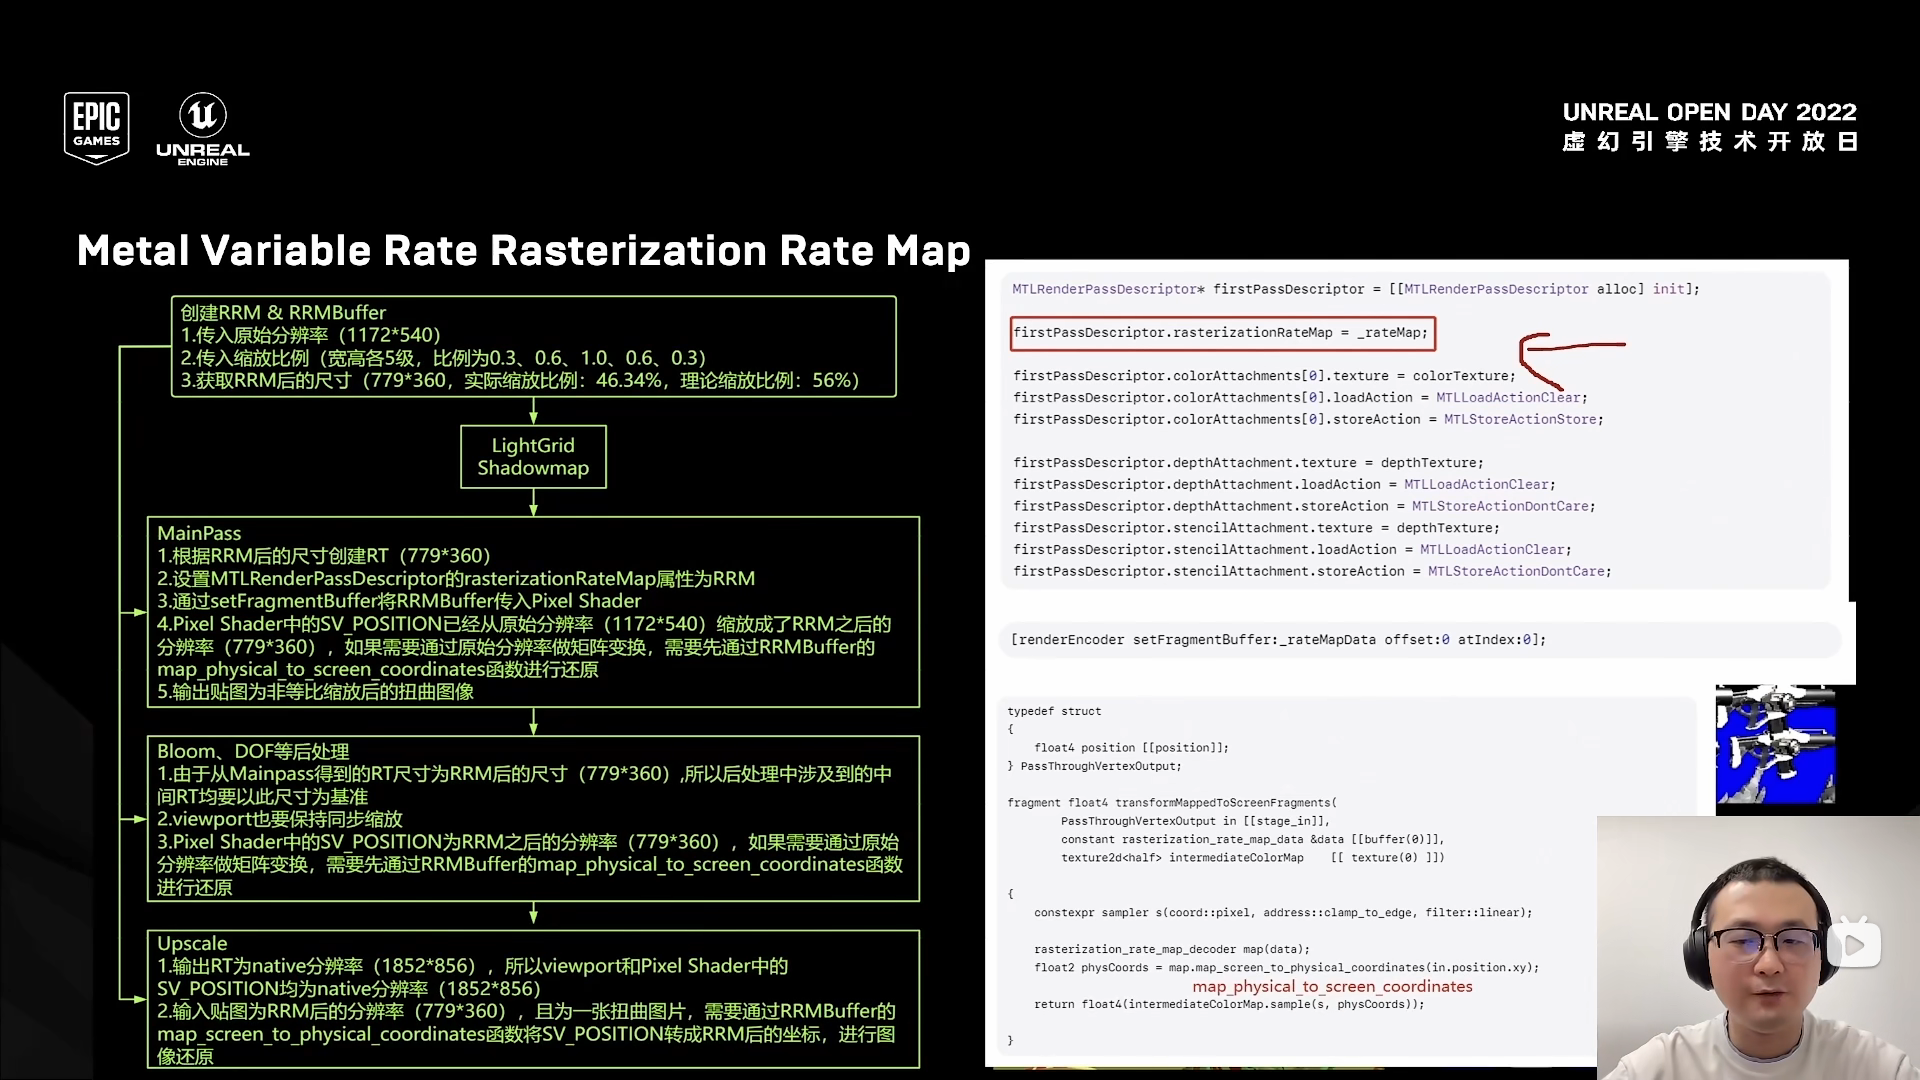 EPIC
GAMES
UNREAL
ENGINE
UNREAL OPEN DAY 2022
虚幻引擎技术开放日
Metal Variable Rate Rasterization Rate Map
创建RRM & RRMBuffer
1.传入原始分辨率（1172*540）
2.传入缩放比例（宽高各5级，比例为0.3、0.6、1.0、0.6、0.3）
3.获取RRM后的尺寸（779*360，实际缩放比例：46.34%，理论缩放比例：56%）
LightGrid
Shadowmap
MainPass
1.根据RRM后的尺寸创建RT（779*360）
2.设置MTLRenderPassDescriptor的rasterizationRateMap属性为RRM
3.通过setFragmentBuffer将RRMBuffer传入Pixel Shader
4.Pixel Shader中的SV_POSITION已经从原始分辨率（1172*540）缩放成了RRM之后的
分辨率（779*360），如果需要通过原始分辨率做矩阵变换，需要先通过RRMBuffer的
map_physical_to_screen_coordinates函数进行还原
5.输出贴图为非等比缩放后的扭曲图像
Bloom、DOF等后处理
1.由于从Mainpass得到的RT尺寸为RRM后的尺寸（779*360）,所以后处理中涉及到的中
间RT均要以此尺寸为基准
2.viewport也要保持同步缩放
3.Pixel Shader中的SV_POSITION为RRM之后的分辨率（779*360），如果需要通过原始
分辨率做矩阵变换，需要先通过RRMBuffer的map_physical_to_screen_coordinates函数
进行还原
Upscale
1.输出RT为native分辨率（1852*856），所以viewport和Pixel Shader中的
SV_POSITION均为native分辨率（1852*856）
2.输入贴图为RRM后的分辨率（779*360），且为一张扭曲图片，需要通过RRMBuffer的
map_screen_to_physical_coordinates函数将SV_POSITION转成RRM后的坐标，进行图
像还原
MTLRenderPassDescriptor* firstPassDescriptor = [[MTLRenderPassDescriptor alloc] init];
firstPassDescriptor.rasterizationRateMap = _rateMap;
firstPassDescriptor.colorAttachments[0].texture = colorTexture;
firstPassDescriptor.colorAttachments[0].loadAction = MTLLoadActionClear;
firstPassDescriptor.colorAttachments[0].storeAction = MTLStoreActionStore;
firstPassDescriptor.depthAttachment.texture = depthTexture;
firstPassDescriptor.depthAttachment.loadAction = MTLLoadActionClear;
firstPassDescriptor.depthAttachment.storeAction = MTLStoreActionDontCare;
firstPassDescriptor.stencilAttachment.texture = depthTexture;
firstPassDescriptor.stencilAttachment.loadAction = MTLLoadActionClear;
firstPassDescriptor.stencilAttachment.storeAction = MTLStoreActionDontCare;
[renderEncoder setFragmentBuffer:_rateMapData offset:0 atIndex:0];
typedef struct
{
float4 position [[position]];
} PassThroughVertexOutput;
fragment float4 transformMappedToScreenFragments(
PassThroughVertexOutput in [[stage_in]],
constant rasterization_rate_map_data &data [[buffer(0)]],
texture2d<half> intermediateColorMap [[ texture(0) ]])
{
constexpr sampler s(coord::pixel, address::clamp_to_edge, filter::linear);
rasterization_rate_map_decoder map(data);
float2 physCoords = map.map_screen_to_physical_coordinates(in.position.xy);
map_physical_to_screen_coordinates
return float4(intermediateColorMap.sample(s, physCoords));
}